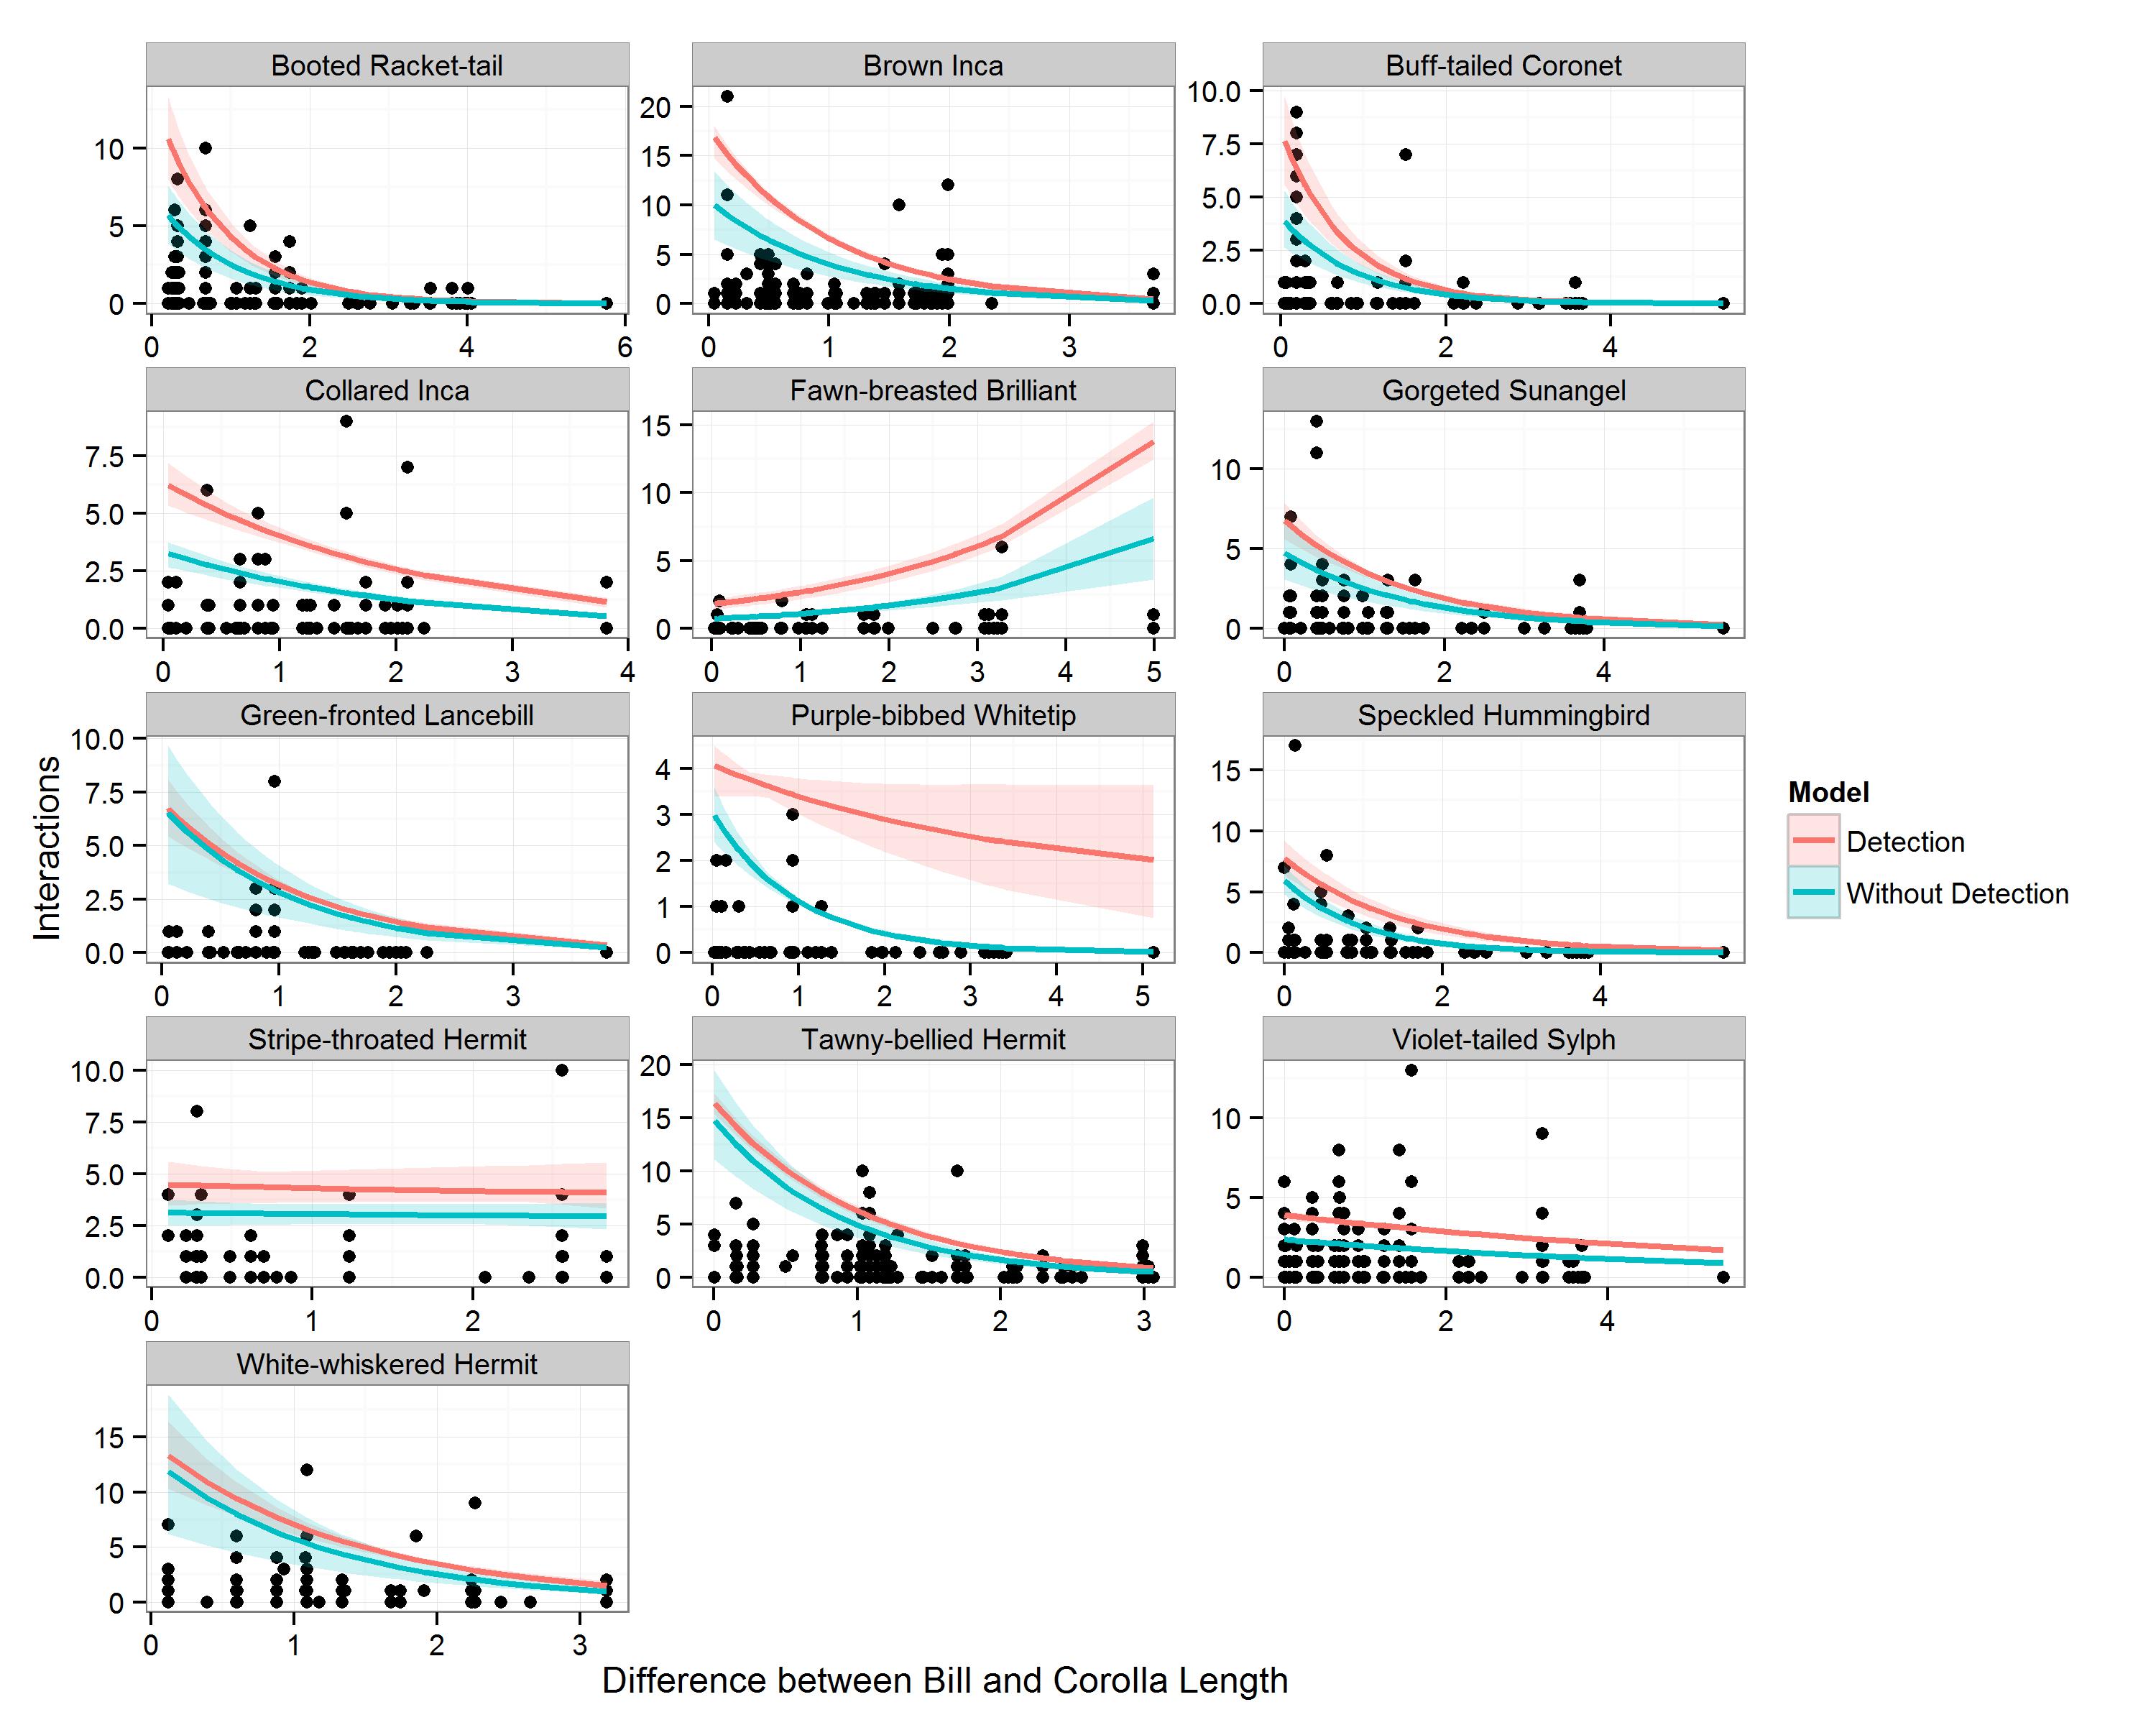 Booted Racket-tail Brown Inca Buff-tailed Coronet
10 5 0
20 15 10 5 0
10.0 7.5 5.0 2.5 0.0
0 2 4 6 0 1 2 3 0 2 4
Collared Inca Fawn-breasted Brilliant Gorgeted Sunangel
7.5 5.0 2.5 0.0
15 10 5 0
10 5 0
0 1 2 3 4 0 1 2 3 4 5 0 2 4
Green-fronted Lancebill Purple-bibbed Whitetip Speckled Hummingbird
10.0 7.5 5.0 2.5 0.0
4 3 2 1 0
15 10 5 0
0 1 2 3 0 1 2 3 4 5 0 2 4
Stripe-throated Hermit Tawny-bellied Hermit Violet-tailed Sylph
10.0 7.5 5.0 2.5 0.0
20 15 10 5 0
10 5 0
0 1 2 0 1 2 3 0 2 4
White-whiskered Hermit
15 10 5 0
0 1 2 3
Interactions
Difference between Bill and Corolla Length
Model
Detection
Without Detection